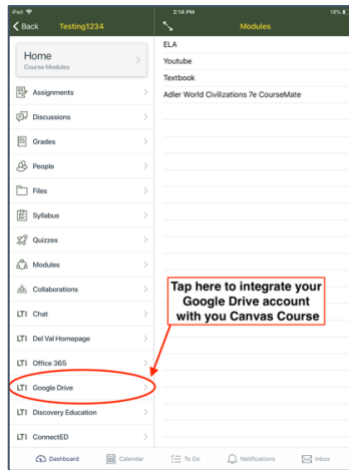 iPad
2:14 PM
18%
Back
Testing1234
Modules
Home
Course Modules
Assignments
Discussions
Grades
People
Files
Syllabus
Quizzes
Modules
Collaborations
LTI Chat
LTI Del Val Homepage
LTI Office 365
LTI Google Drive
LTI Discovery Education
LTI ConnectED
ELA
Youtube
Textbook
Adler World Civilizations 7e CourseMate
Tap here to integrate your
Google Drive account
with you Canvas Course
Dashboard
Calendar
To Do
Notifications
Inbox